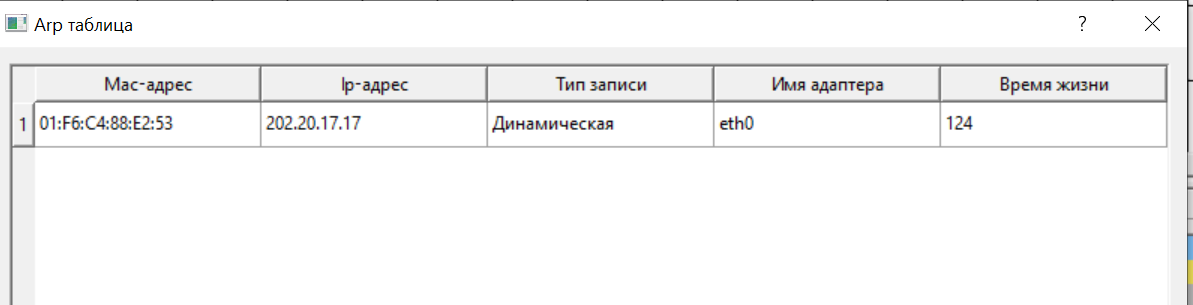 Arp таблица
?
Mac-адрес Ip-адрес Тип записи Имя адаптера Время жизни
1 01:F6:C4:88:E2:53 202.20.17.17 Динамическая eth0 124